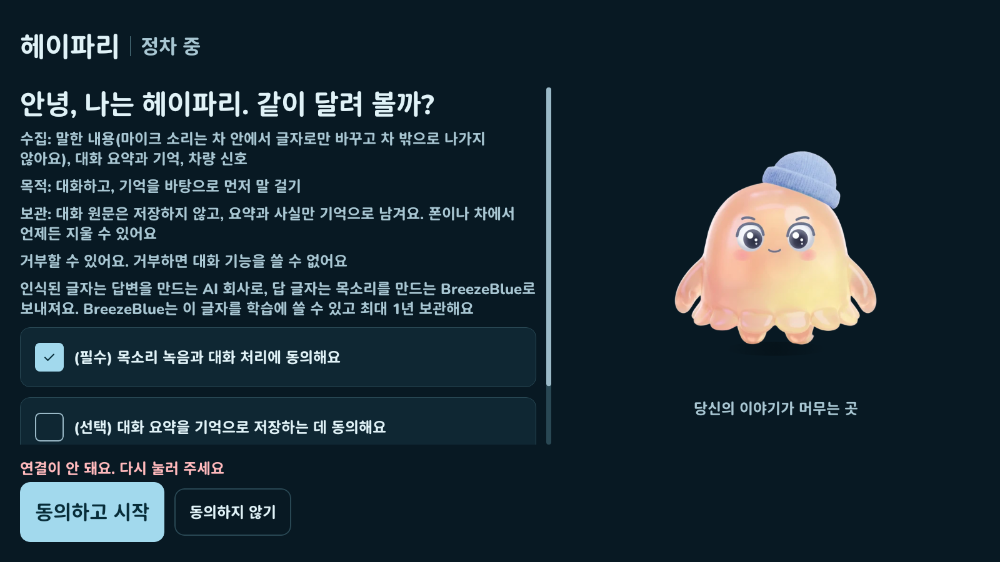 헤이파리 | 정차 중
안녕, 나는 헤이파리. 같이 달려 볼까?
수집: 말한 내용(마이크 소리는 차 안에서 글자로만 바꾸고 차 밖으로 나가지
않아요), 대화 요약과 기억, 차량 신호
목적: 대화하고, 기억을 바탕으로 먼저 말 걸기
보관: 대화 원문은 저장하지 않고, 요약과 사실만 기억으로 남겨요. 폰이나 차에서
언제든 지울 수 있어요
거부할 수 있어요. 거부하면 대화 기능을 쓸 수 없어요
인식된 글자는 답변을 만드는 AI 회사로, 답 글자는 목소리를 만드는 BreezeBlue로
보내져요. BreezeBlue는 이 글자를 학습에 쓸 수 있고 최대 1년 보관해요
(필수) 목소리 녹음과 대화 처리에 동의해요
(선택) 대화 요약을 기억으로 저장하는 데 동의해요
연결이 안 돼요. 다시 눌러 주세요
동의하고 시작
동의하지 않기
당신의 이야기가 머무는 곳